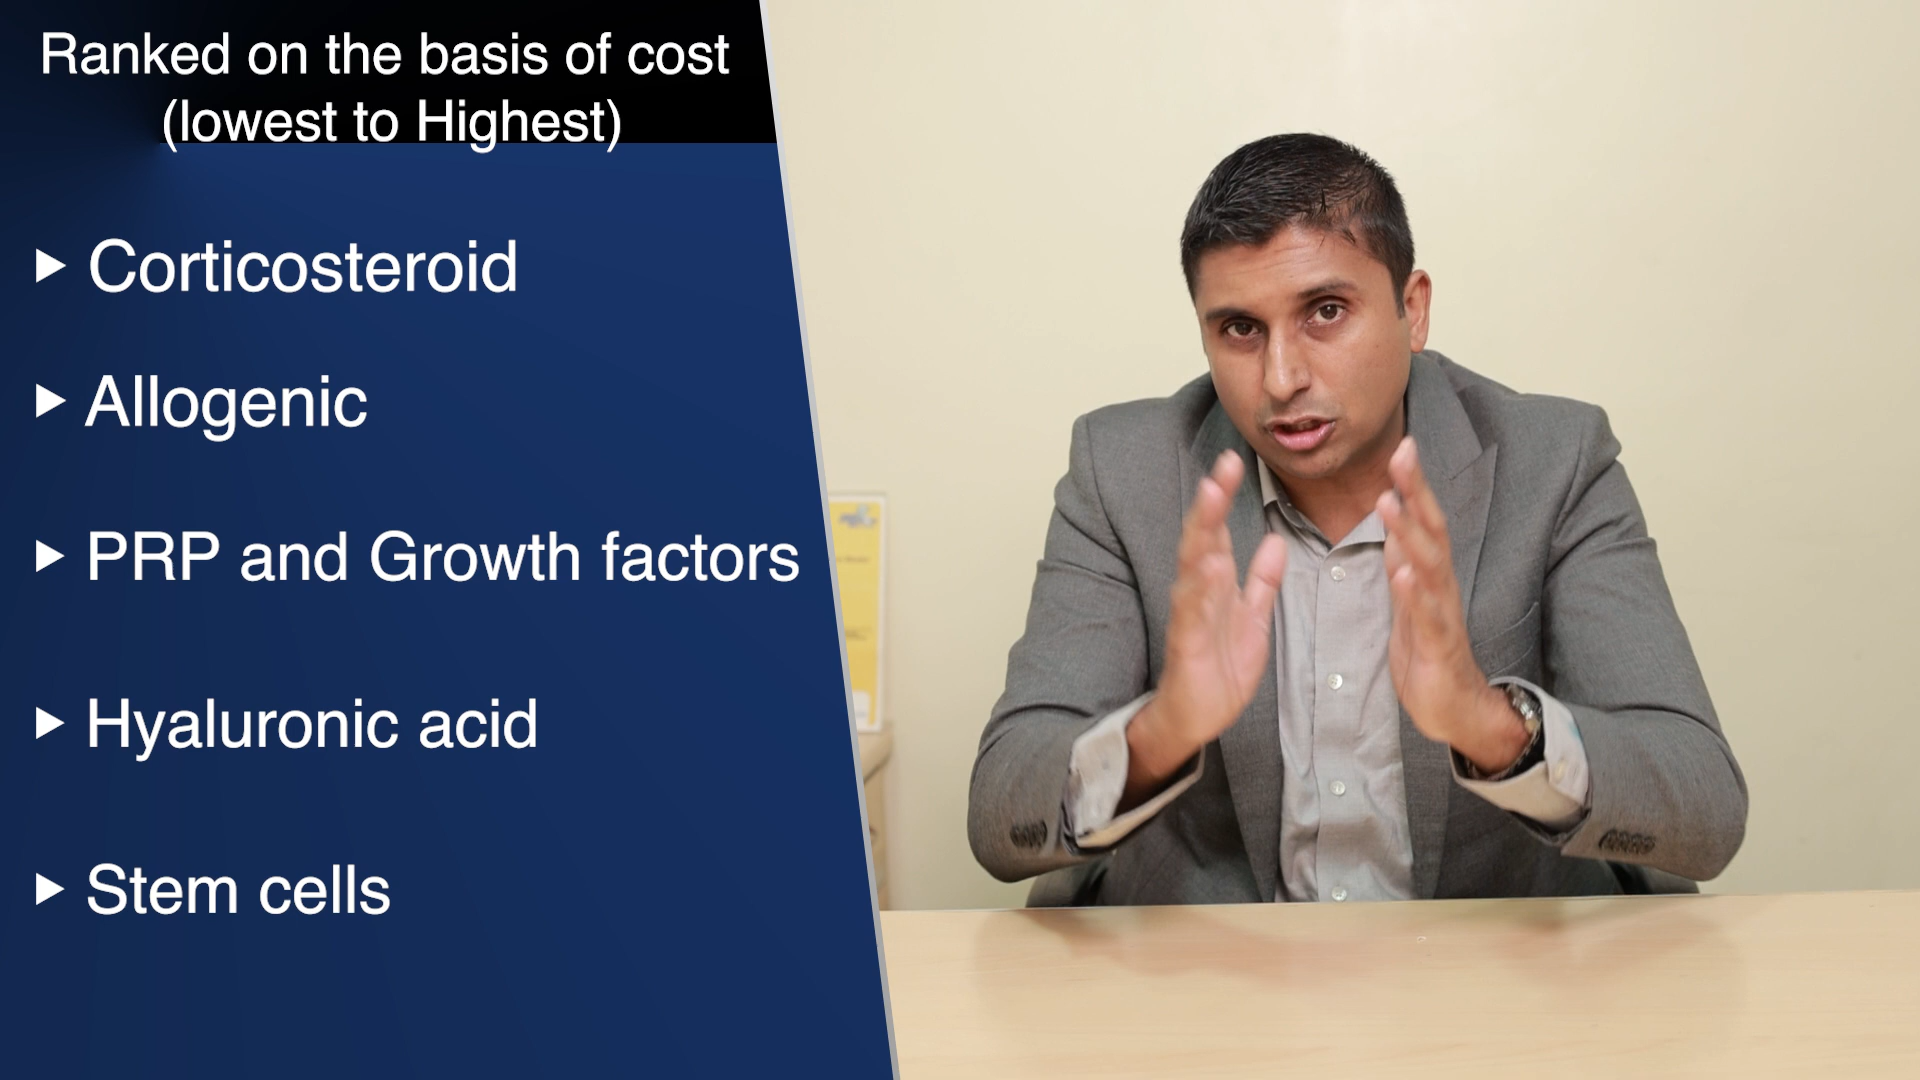 Ranked on the basis of cost
(lowest to Highest)
Corticosteroid
Allogenic
PRP and Growth factors
Hyaluronic acid
Stem cells